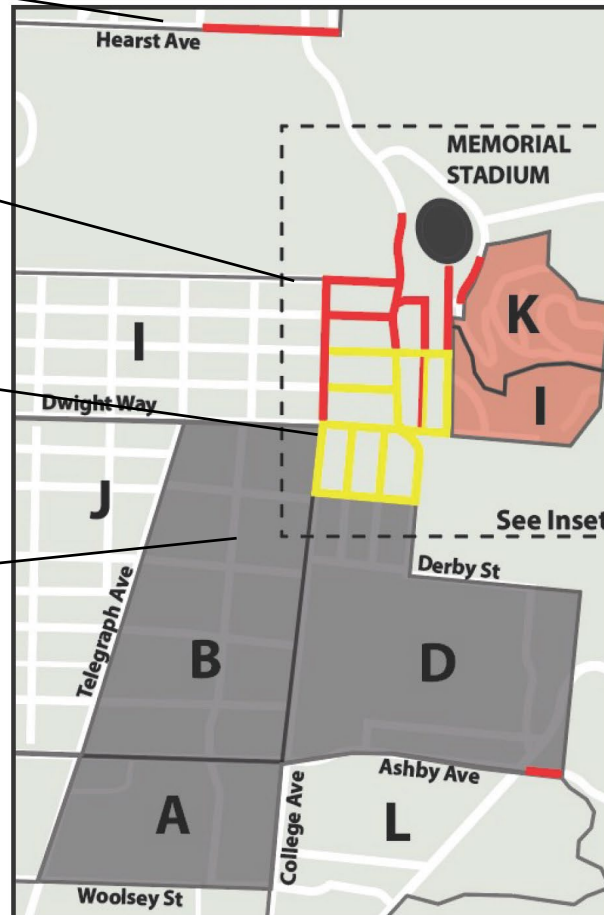 Hearst Ave
MEMORIAL
STADIUM
K
I
I
Dwight Way
J
See Inset
Derby St
Telegraph Ave
B
D
Ashby Ave
A
College Ave
L
Woolsey St